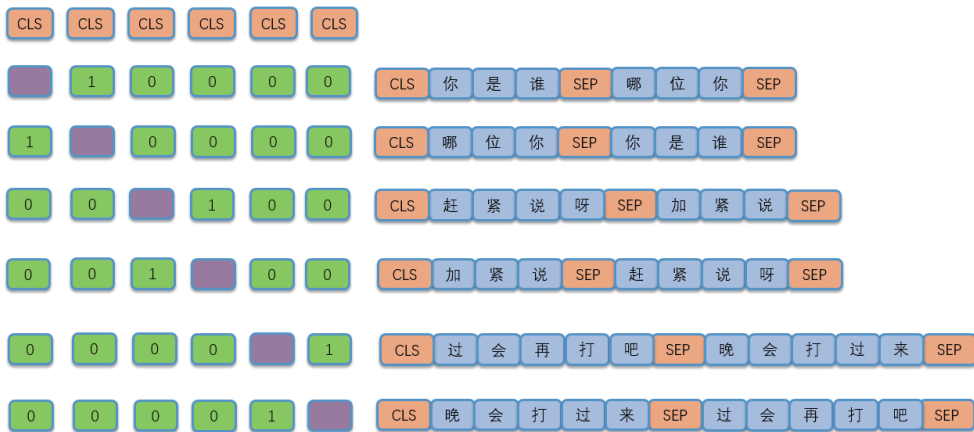 CLS CLS CLS CLS CLS CLS
1 0 0 0 0 CLS 你 是 谁 SEP 哪 位 你 SEP
1 0 0 0 0 CLS 哪 位 你 SEP 你 是 谁 SEP
0 0 1 0 0 CLS 赶 紧 说 呀 SEP 加 紧 说 SEP
0 0 1 0 0 CLS 加 紧 说 SEP 赶 紧 说 呀 SEP
0 0 0 0 1 CLS 过 会 再 打 吧 SEP 晚 会 打 过 来 SEP
0 0 0 0 1 CLS 晚 会 打 过 来 SEP 过 会 再 打 吧 SEP